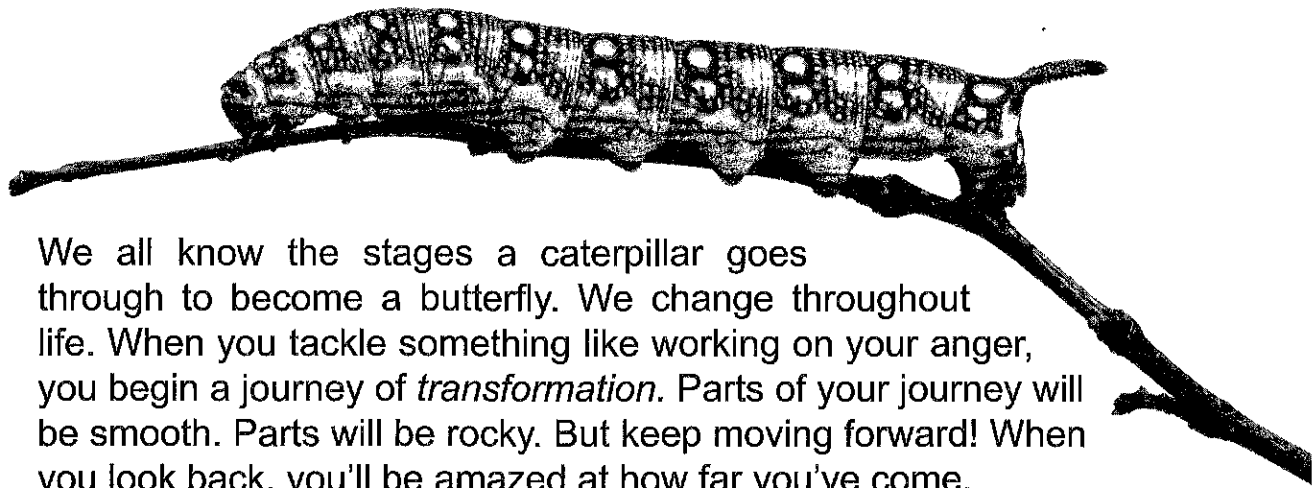 We all know the stages a caterpillar goes
through to become a butterfly. We change throughout
life. When you tackle something like working on your anger,
you begin a journey of transformation. Parts of your journey will
be smooth. Parts will be rocky. But keep moving forward! When
you look back, you'll be amazed at how far you've come.